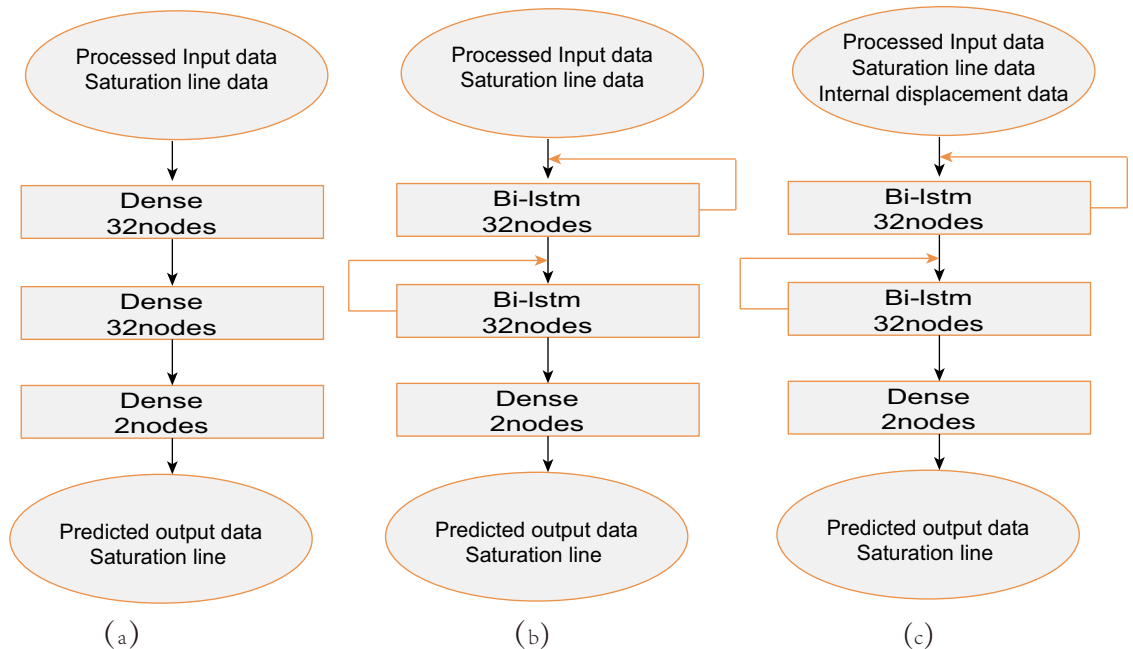 Processed Input data
Saturation line data
Dense
32nodes
Dense
32nodes
Dense
2nodes
Predicted output data
Saturation line
(a)
Processed Input data
Saturation line data
Bi-lstm
32nodes
Bi-lstm
32nodes
Dense
2nodes
Predicted output data
Saturation line
(b)
Processed Input data
Saturation line data
Internal displacement data
Bi-lstm
32nodes
Bi-lstm
32nodes
Dense
2nodes
Predicted output data
Saturation line
(c)